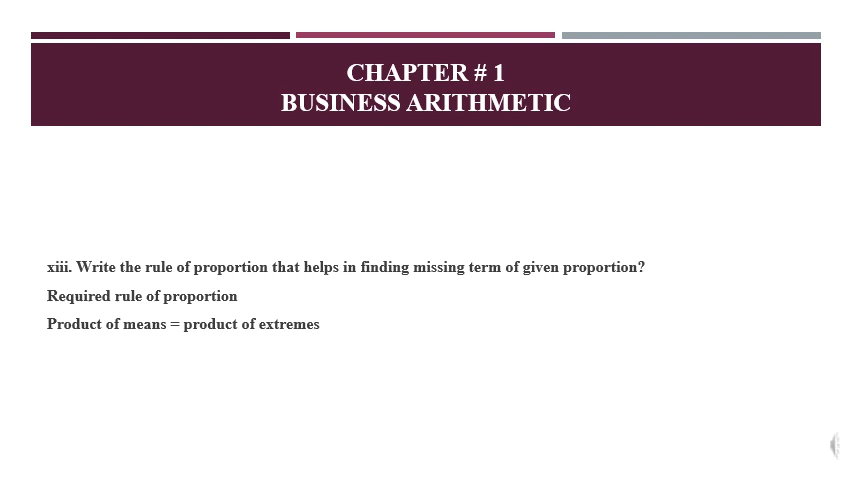 CHAPTER # 1
BUSINESS ARITHMETIC
xiii. Write the rule of proportion that helps in finding missing term of given proportion?
Required rule of proportion
Product of means = product of extremes